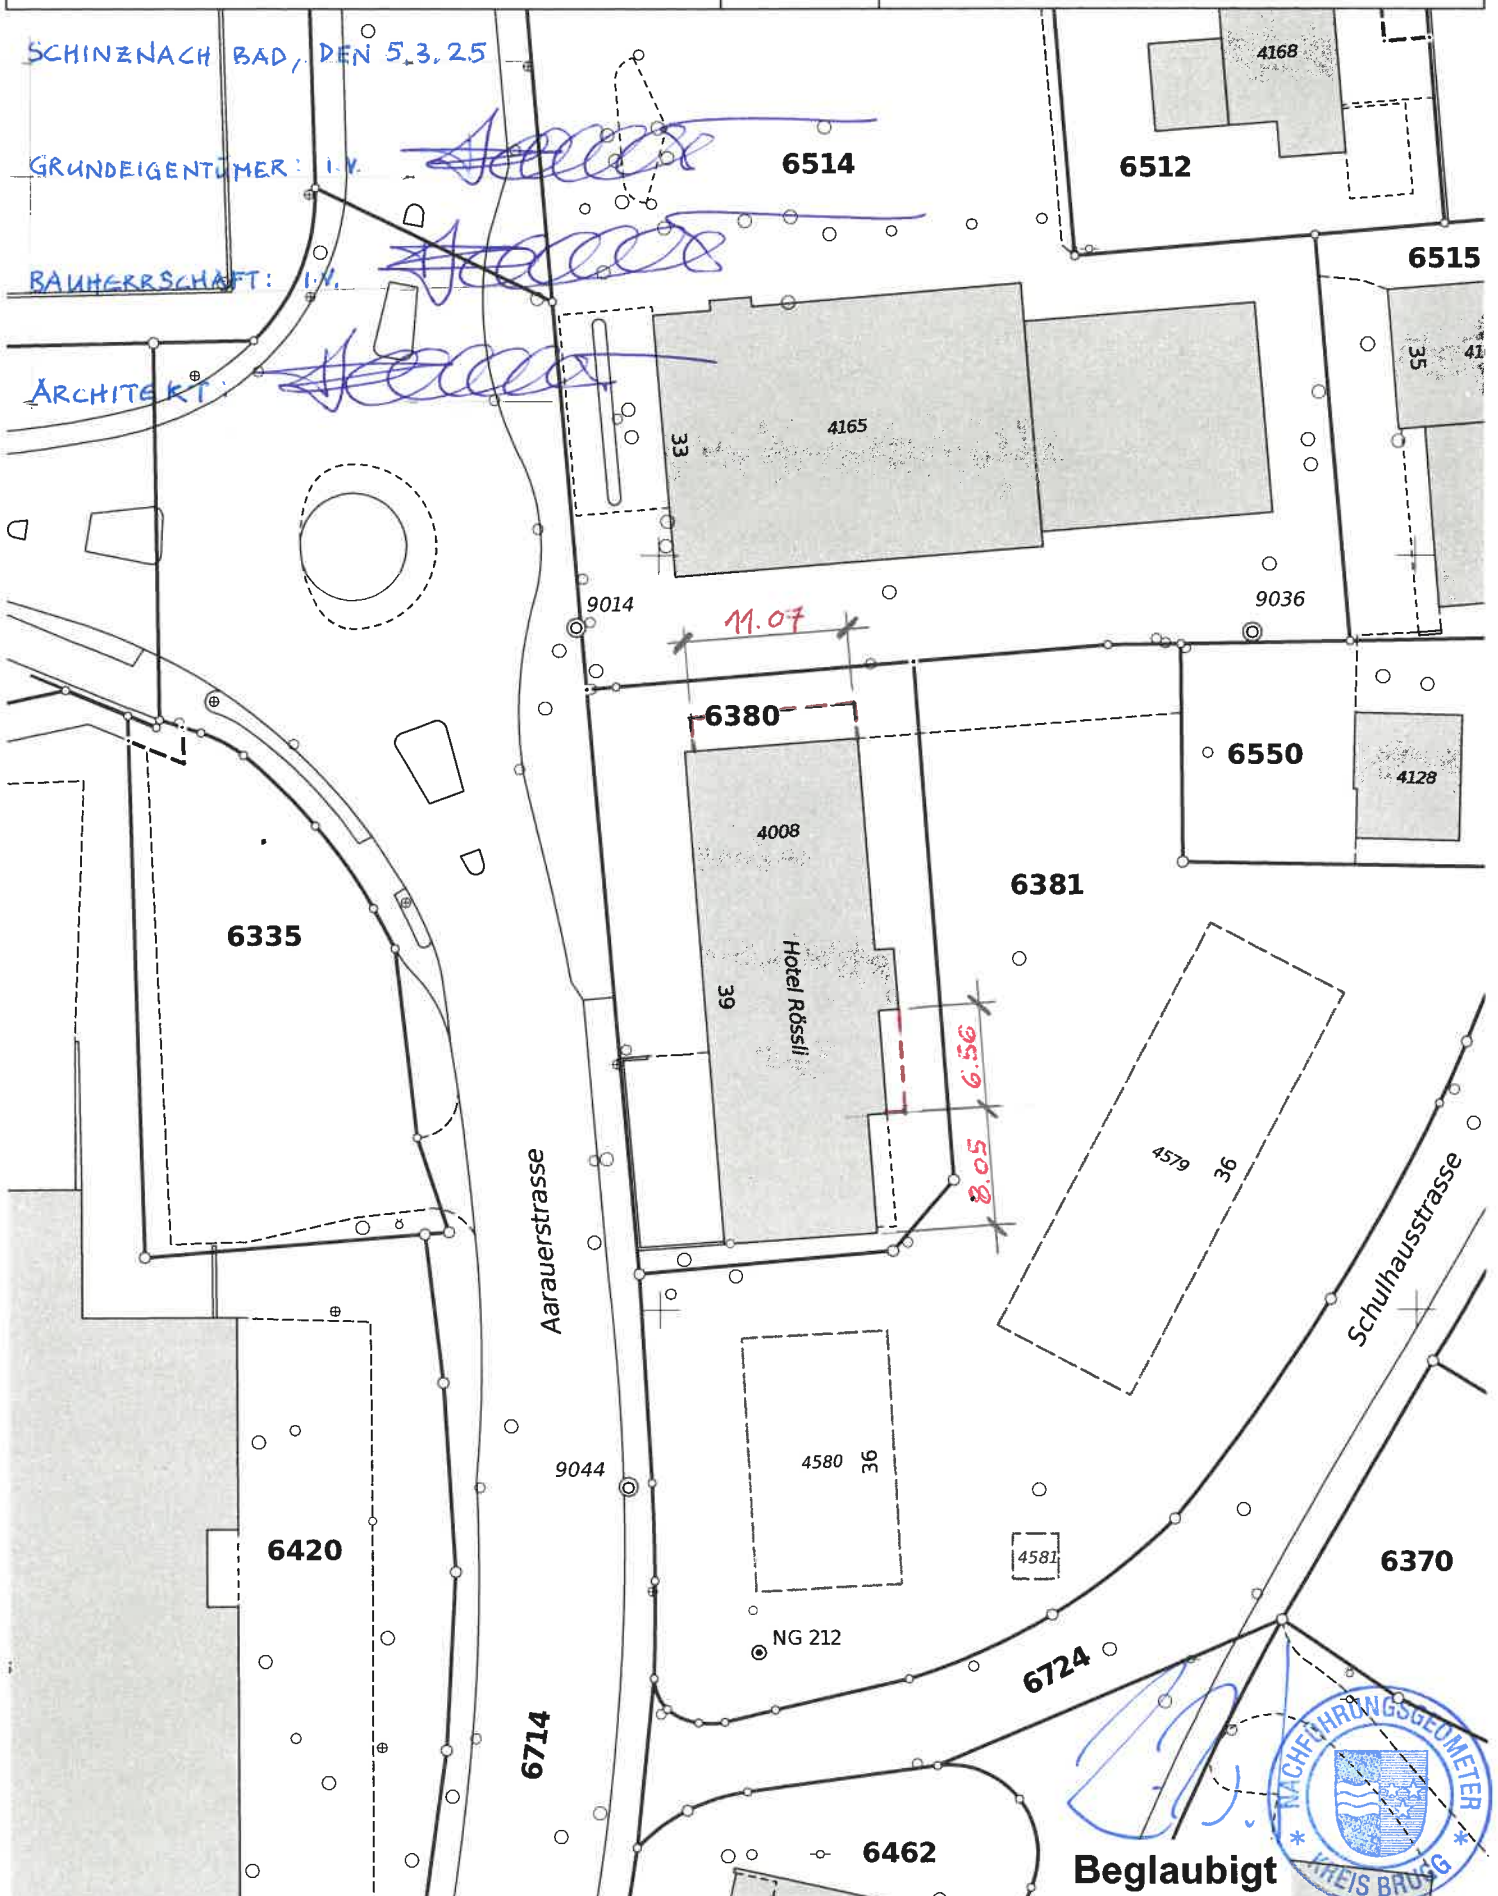 SCHINZNACH BAD, DEN 5.3.25
4168
GRUNDEIGENTÜMER: i.V.
6514
6512
6515
BAUHERRSCHAFT: i.V.
35
41
ARCHITEKT:
33
4165
9014
9036
11.07
6380
6550
4128
4008
6381
6335
Hotel Rössli
39
6.56
8.05
4579
36
Aarauerstrasse
Schulhausstrasse
9044
4580
36
4581
6420
6370
NG 212
6724
6714
6462
NACHFÜHRUNGSGEOMETER
* KREIS BRUGG *
Beglaubigt